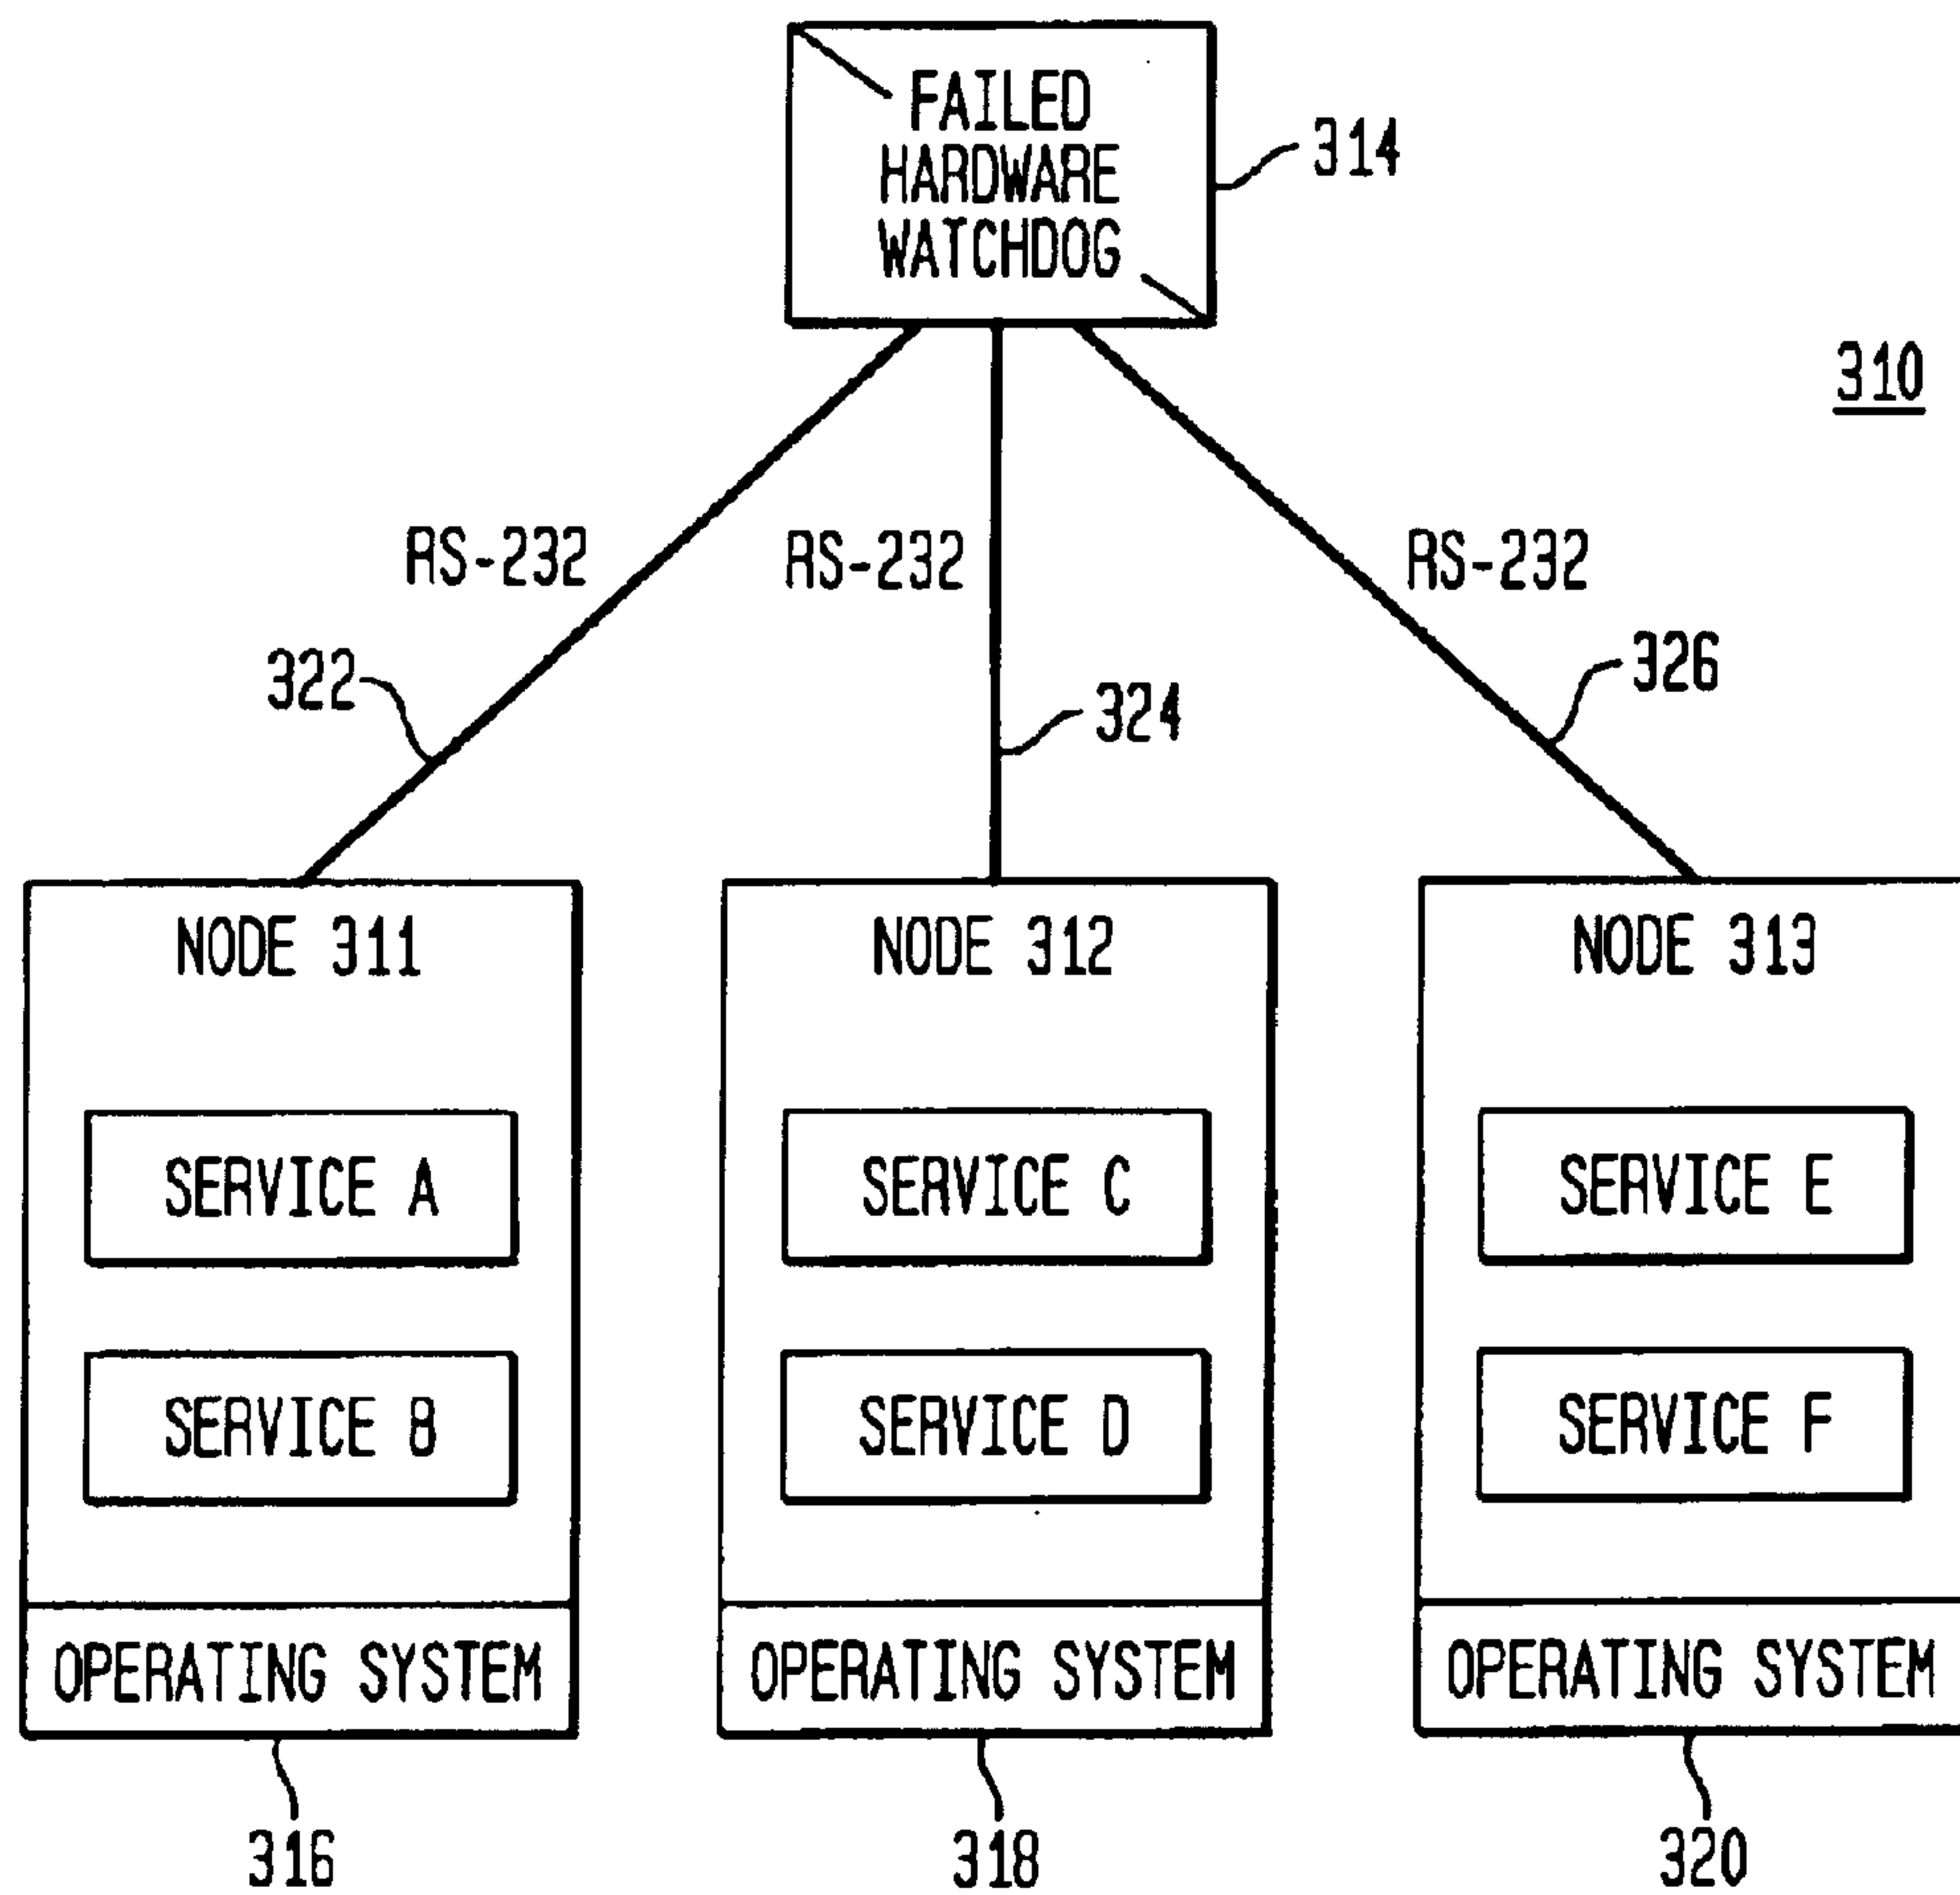 FAILED
HARDWARE
WATCHDOG
314
310
RS-232
RS-232
RS-232
322
324
326
NODE 311
NODE 312
NODE 313
SERVICE A
SERVICE C
SERVICE E
SERVICE B
SERVICE D
SERVICE F
OPERATING SYSTEM
OPERATING SYSTEM
OPERATING SYSTEM
316
318
320